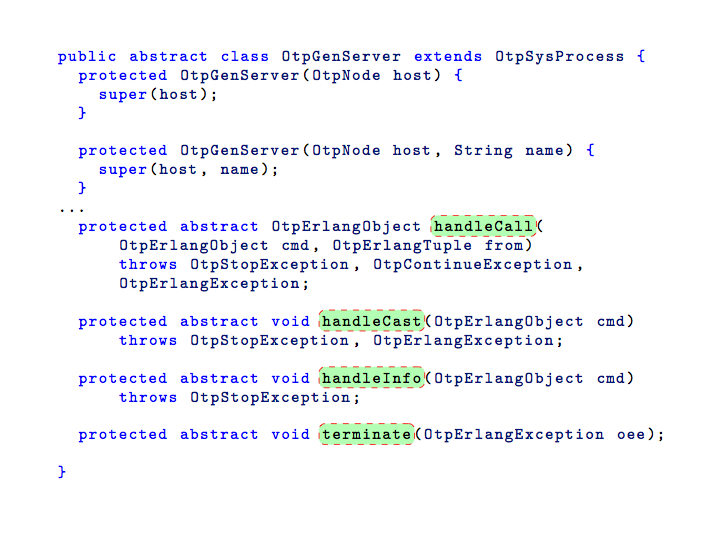 public abstract class OtpGenServer extends OtpSysProcess {
protected OtpGenServer(OtpNode host) {
super(host);
}
protected OtpGenServer(OtpNode host, String name) {
super(host, name);
}
...
protected abstract OtpErlangObject handleCall(
OtpErlangObject cmd, OtpErlangTuple from)
throws OtpStopException, OtpContinueException,
OtpErlangException;
protected abstract void handleCast(OtpErlangObject cmd)
throws OtpStopException, OtpErlangException;
protected abstract void handleInfo(OtpErlangObject cmd)
throws OtpStopException;
protected abstract void terminate(OtpErlangException oee);
}